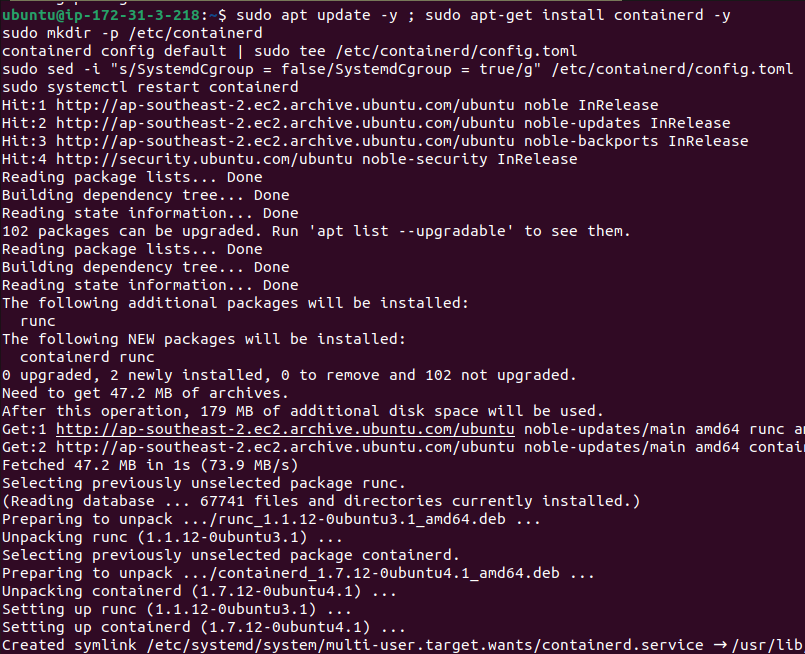 ubuntu@ip-172-31-3-218:~$ sudo apt update -y ; sudo apt-get install containerd -y
sudo mkdir -p /etc/containerd
containerd config default | sudo tee /etc/containerd/config.toml
sudo sed -i "s/SystemdCgroup = false/SystemdCgroup = true/g" /etc/containerd/config.toml
sudo systemctl restart containerd
Hit:1 http://ap-southeast-2.ec2.archive.ubuntu.com/ubuntu noble InRelease
Hit:2 http://ap-southeast-2.ec2.archive.ubuntu.com/ubuntu noble-updates InRelease
Hit:3 http://ap-southeast-2.ec2.archive.ubuntu.com/ubuntu noble-backports InRelease
Hit:4 http://security.ubuntu.com/ubuntu noble-security InRelease
Reading package lists... Done
Building dependency tree... Done
Reading state information... Done
102 packages can be upgraded. Run 'apt list --upgradable' to see them.
Reading package lists... Done
Building dependency tree... Done
Reading state information... Done
The following additional packages will be installed:
  runc
The following NEW packages will be installed:
  containerd runc
0 upgraded, 2 newly installed, 0 to remove and 102 not upgraded.
Need to get 47.2 MB of archives.
After this operation, 179 MB of additional disk space will be used.
Get:1 http://ap-southeast-2.ec2.archive.ubuntu.com/ubuntu noble-updates/main amd64 runc
Get:2 http://ap-southeast-2.ec2.archive.ubuntu.com/ubuntu noble-updates/main amd64
Fetched 47.2 MB in 1s (73.9 MB/s)
Selecting previously unselected package runc.
(Reading database ... 67741 files and directories currently installed.)
Preparing to unpack .../runc_1.1.12-0ubuntu3.1_amd64.deb ...
Unpacking runc (1.1.12-0ubuntu3.1) ...
Selecting previously unselected package containerd.
Preparing to unpack .../containerd_1.7.12-0ubuntu4.1_amd64.deb ...
Unpacking containerd (1.7.12-0ubuntu4.1) ...
Setting up runc (1.1.12-0ubuntu3.1) ...
Setting up containerd (1.7.12-0ubuntu4.1) ...
Created symlink /etc/systemd/system/multi-user.target.wants/containerd.service → /usr/lib